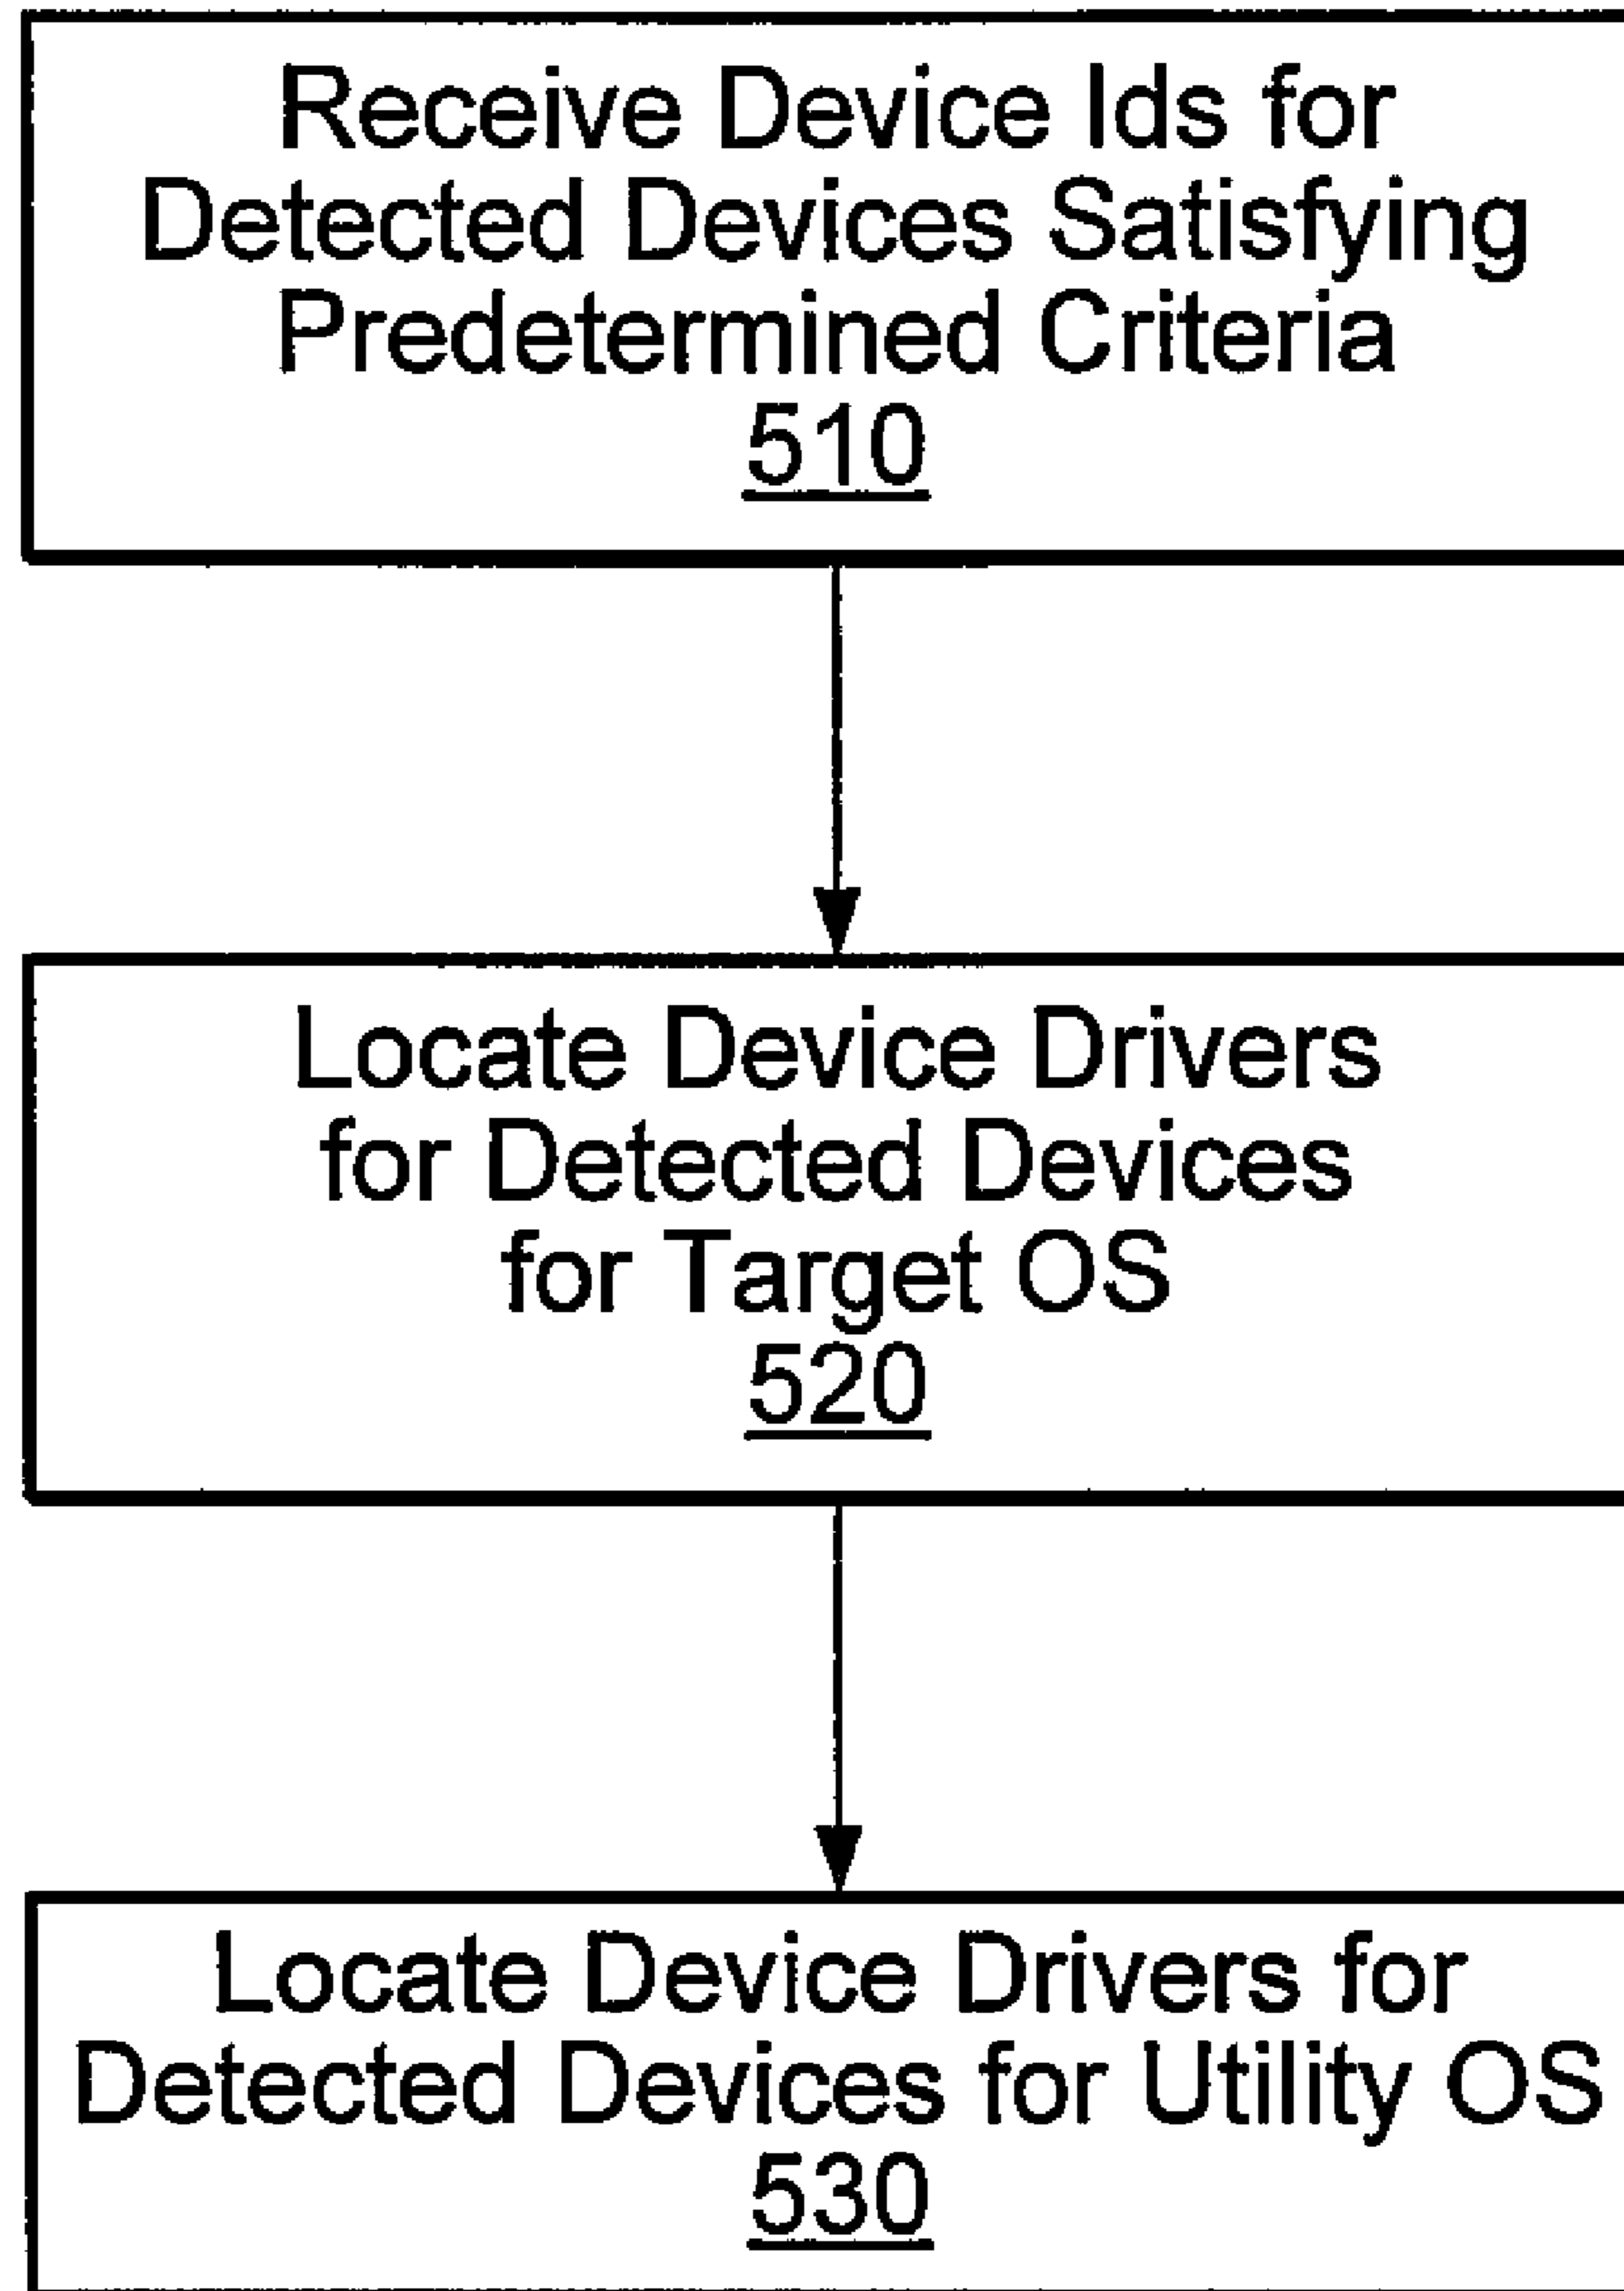 Receive Device Ids for
Detected Devices Satisfying
Predetermined Criteria
510
Locate Device Drivers
for Detected Devices
for Target OS
520
Locate Device Drivers for
Detected Devices for Utility OS
530